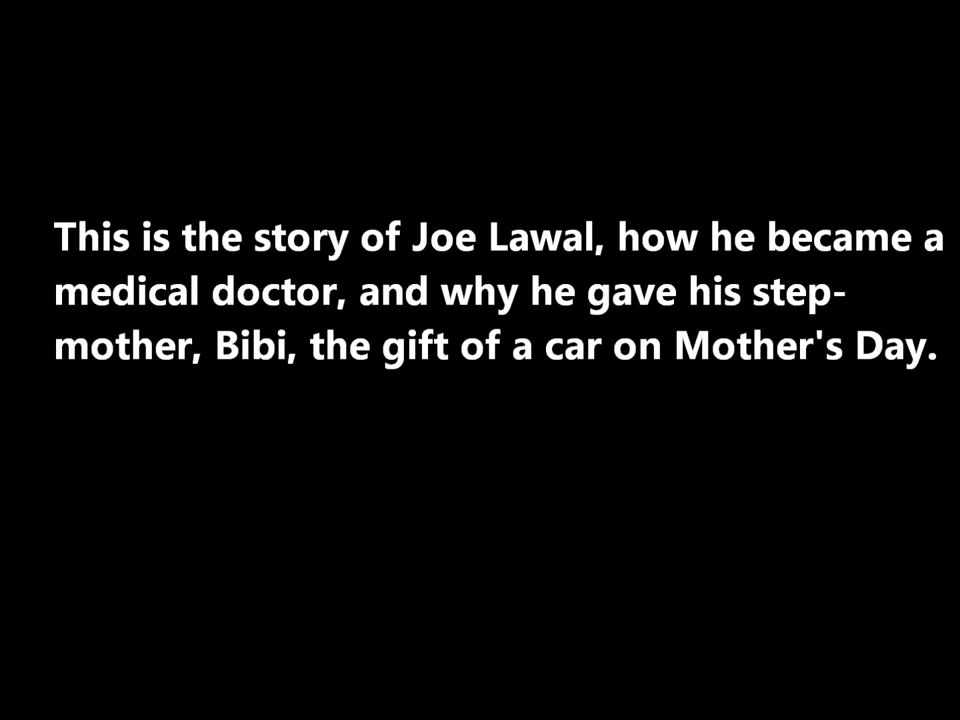 This is the story of Joe Lawal, how he became a
medical doctor, and why he gave his step-
mother, Bibi, the gift of a car on Mother's Day.